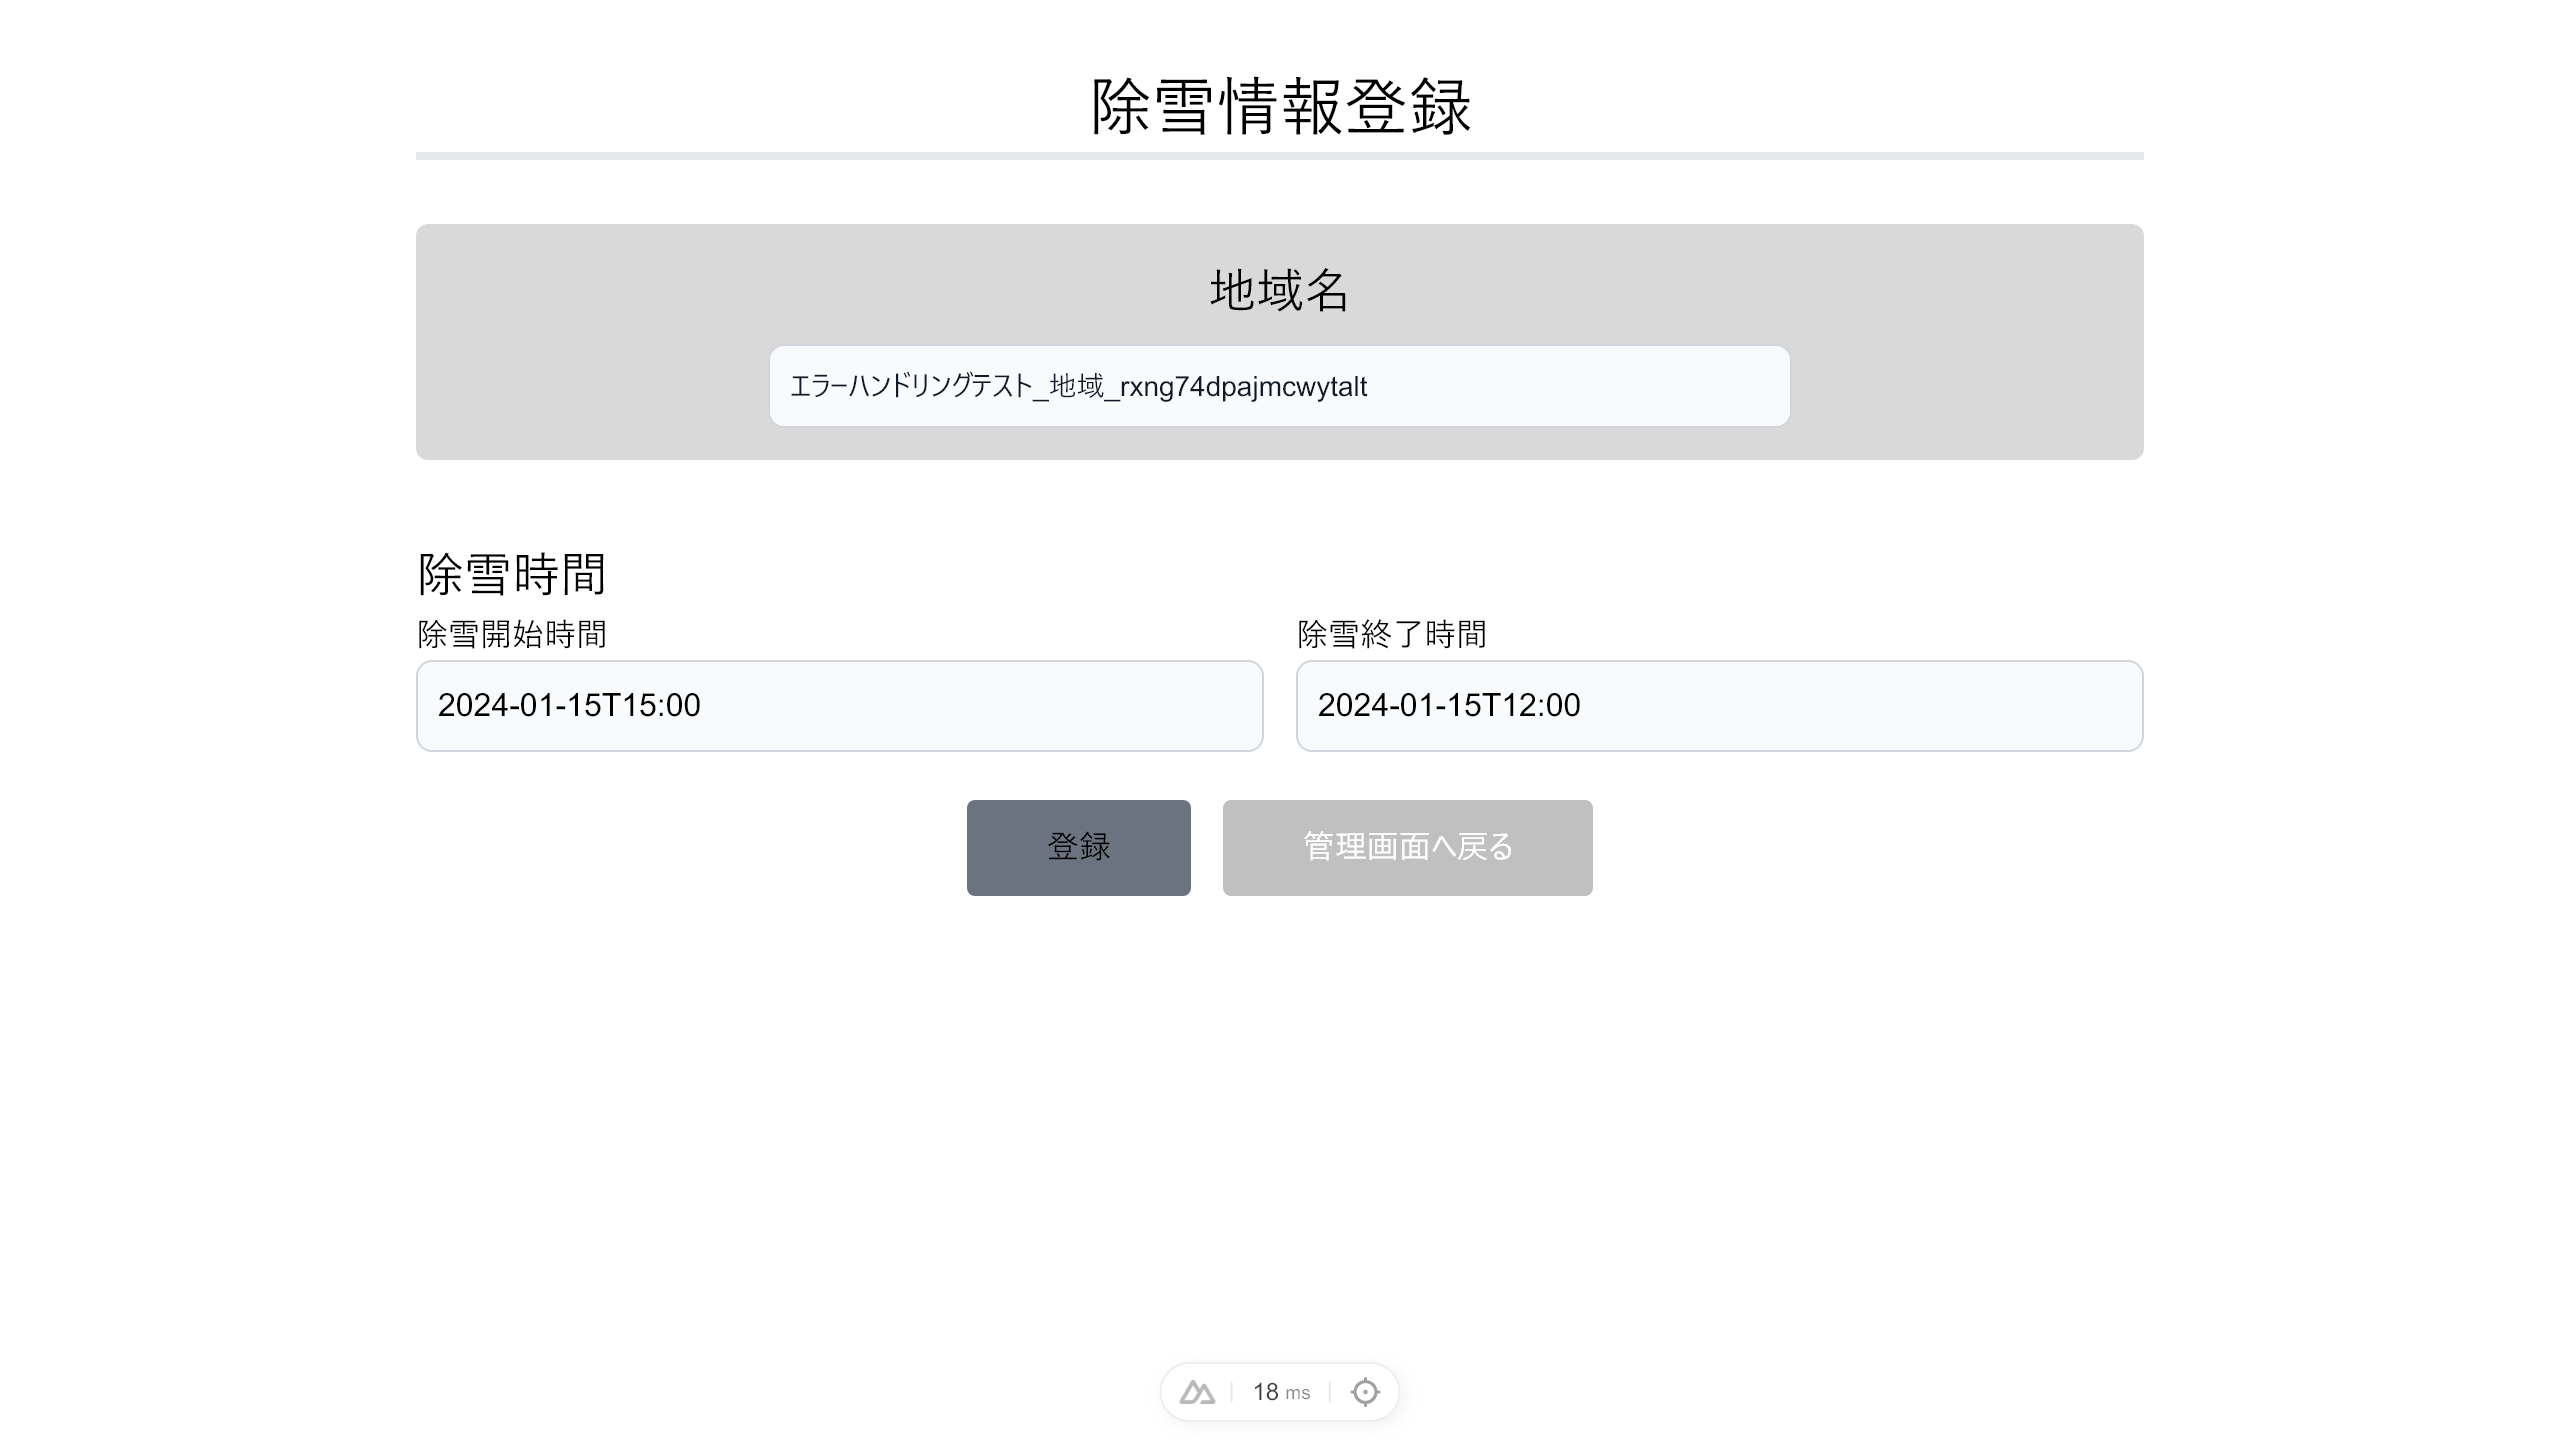 除雪情報登録
地域名
エラーハンドリングテスト_地域_rxng74dpajmcwytalt
除雪時間
除雪開始時間
除雪終了時間
2024-01-15T15:00
2024-01-15T12:00
登録
管理画面へ戻る
18 ms